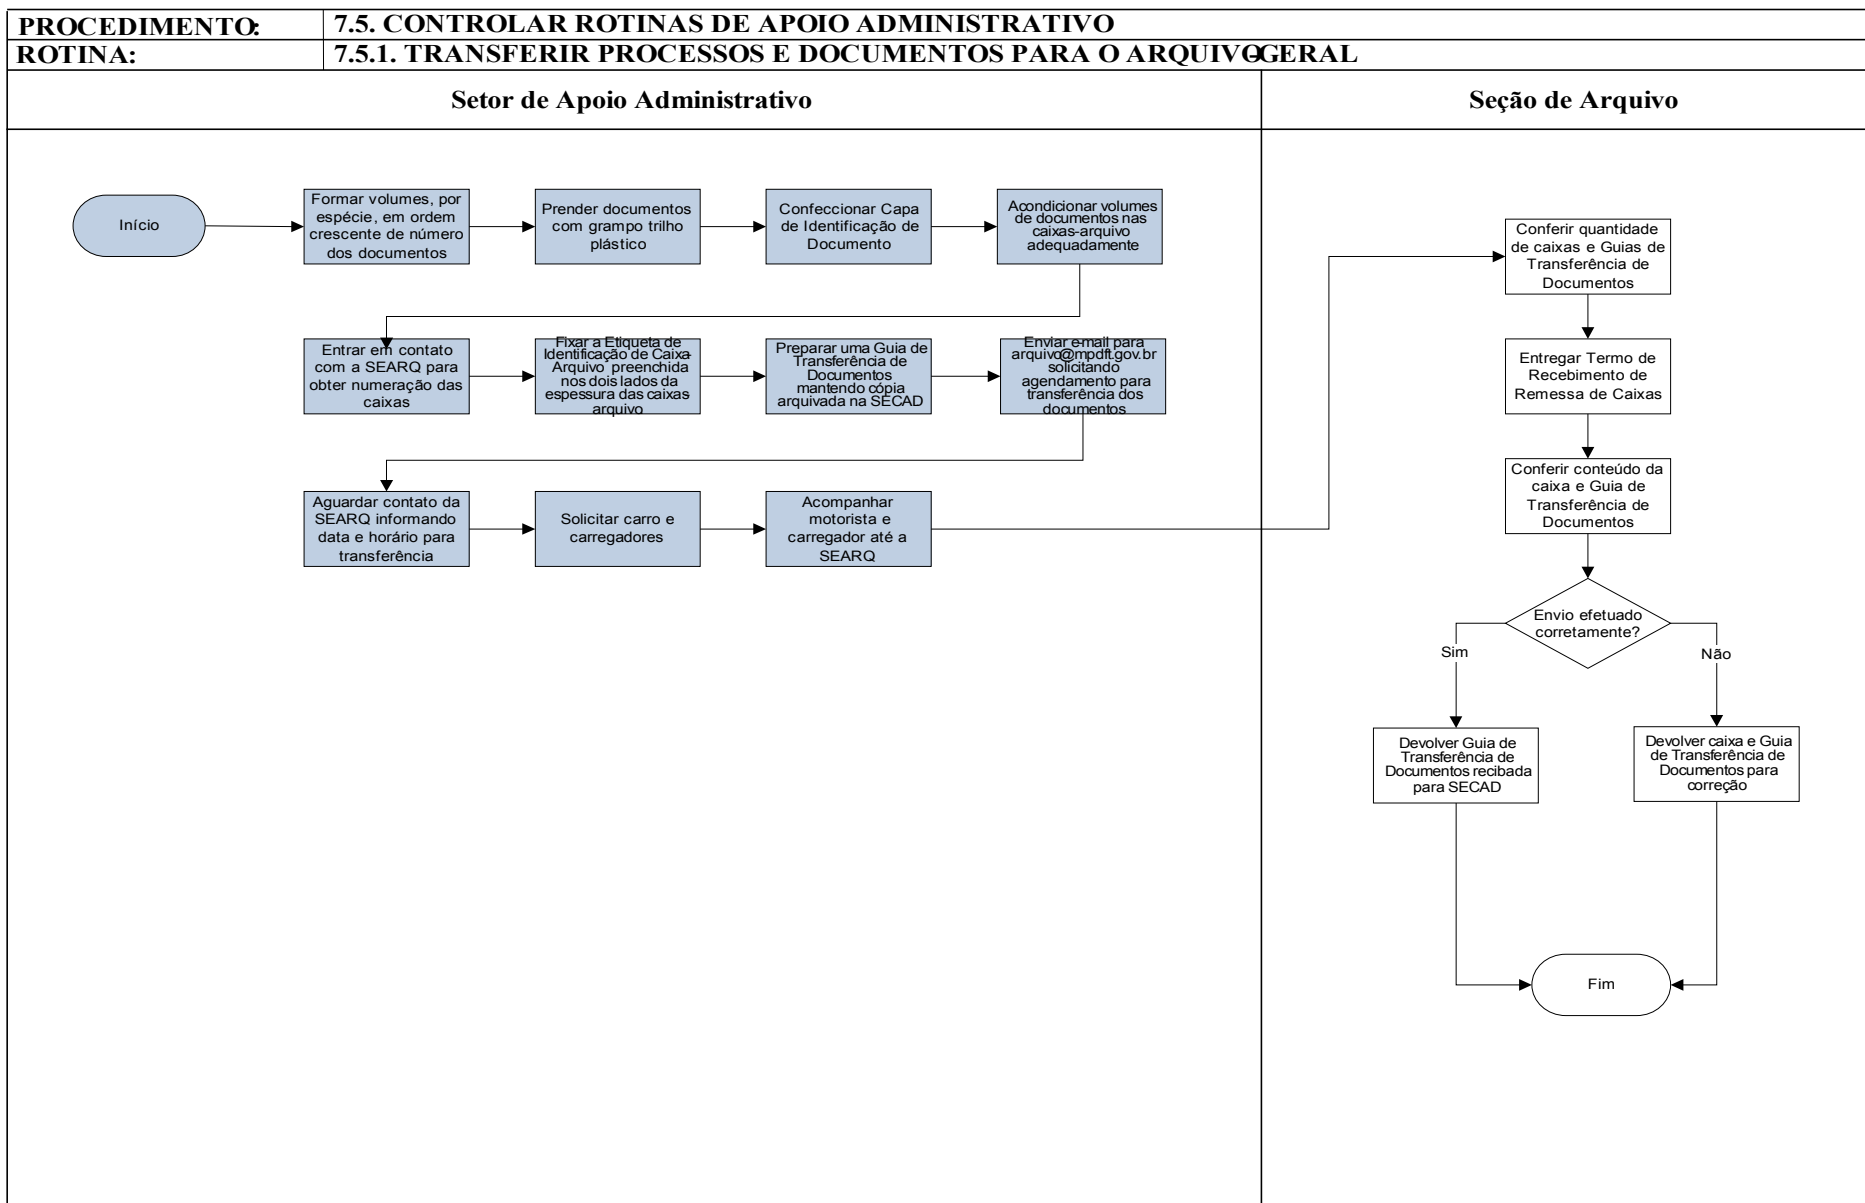 PROCEDIMENTO: 7.5. CONTROLAR ROTINAS DE APOIO ADMINISTRATIVO
ROTINA: 7.5.1. TRANSFERIR PROCESSOS E DOCUMENTOS PARA O ARQUIVO-GERAL
Setor de Apoio Administrativo
Seção de Arquivo
Início
Formar volumes, por
espécie, em ordem
crescente de número
dos documentos
Prender documentos
com grampo trilho
plástico
Confeccionar Capa
de Identificação de
Documento
Acondicionar volumes
de documentos nas
caixas-arquivo
adequadamente
Entrar em contato
com a SEARQ para
obter numeração das
caixas
Fixar a Etiqueta de
Identificação de Caixa-
Arquivo preenchida
nos dois lados da
espessura das caixas-
arquivo
Preparar uma Guia de
Transferência de
Documentos
mantendo cópia
arquivada na SECAD
Enviar e-mail para
arquivo@mpdft.gov.br
solicitando
agendamento para
transferência dos
documentos
Aguardar contato da
SEARQ informando
data e horário para
transferência
Solicitar carro e
carregadores
Acompanhar
motorista e
carregador até a
SEARQ
Conferir quantidade
de caixas e Guias de
Transferência de
Documentos
Entregar Termo de
Recebimento de
Remessa de Caixas
Conferir conteúdo da
caixa e Guia de
Transferência de
Documentos
Envio efetuado
corretamente?
Sim
Não
Devolver Guia de
Transferência de
Documentos recibada
para SECAD
Devolver caixa e Guia
de Transferência de
Documentos para
correção
Fim